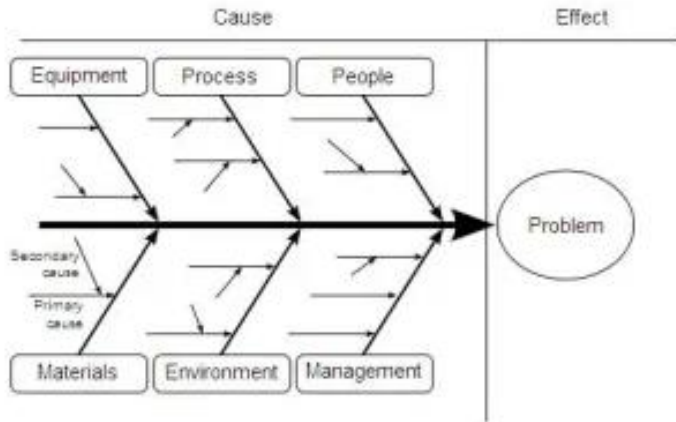 Cause
Effect
Equipment
Process
People
Problem
Secondary
cause
Primary
cause
Materials
Environment
Management